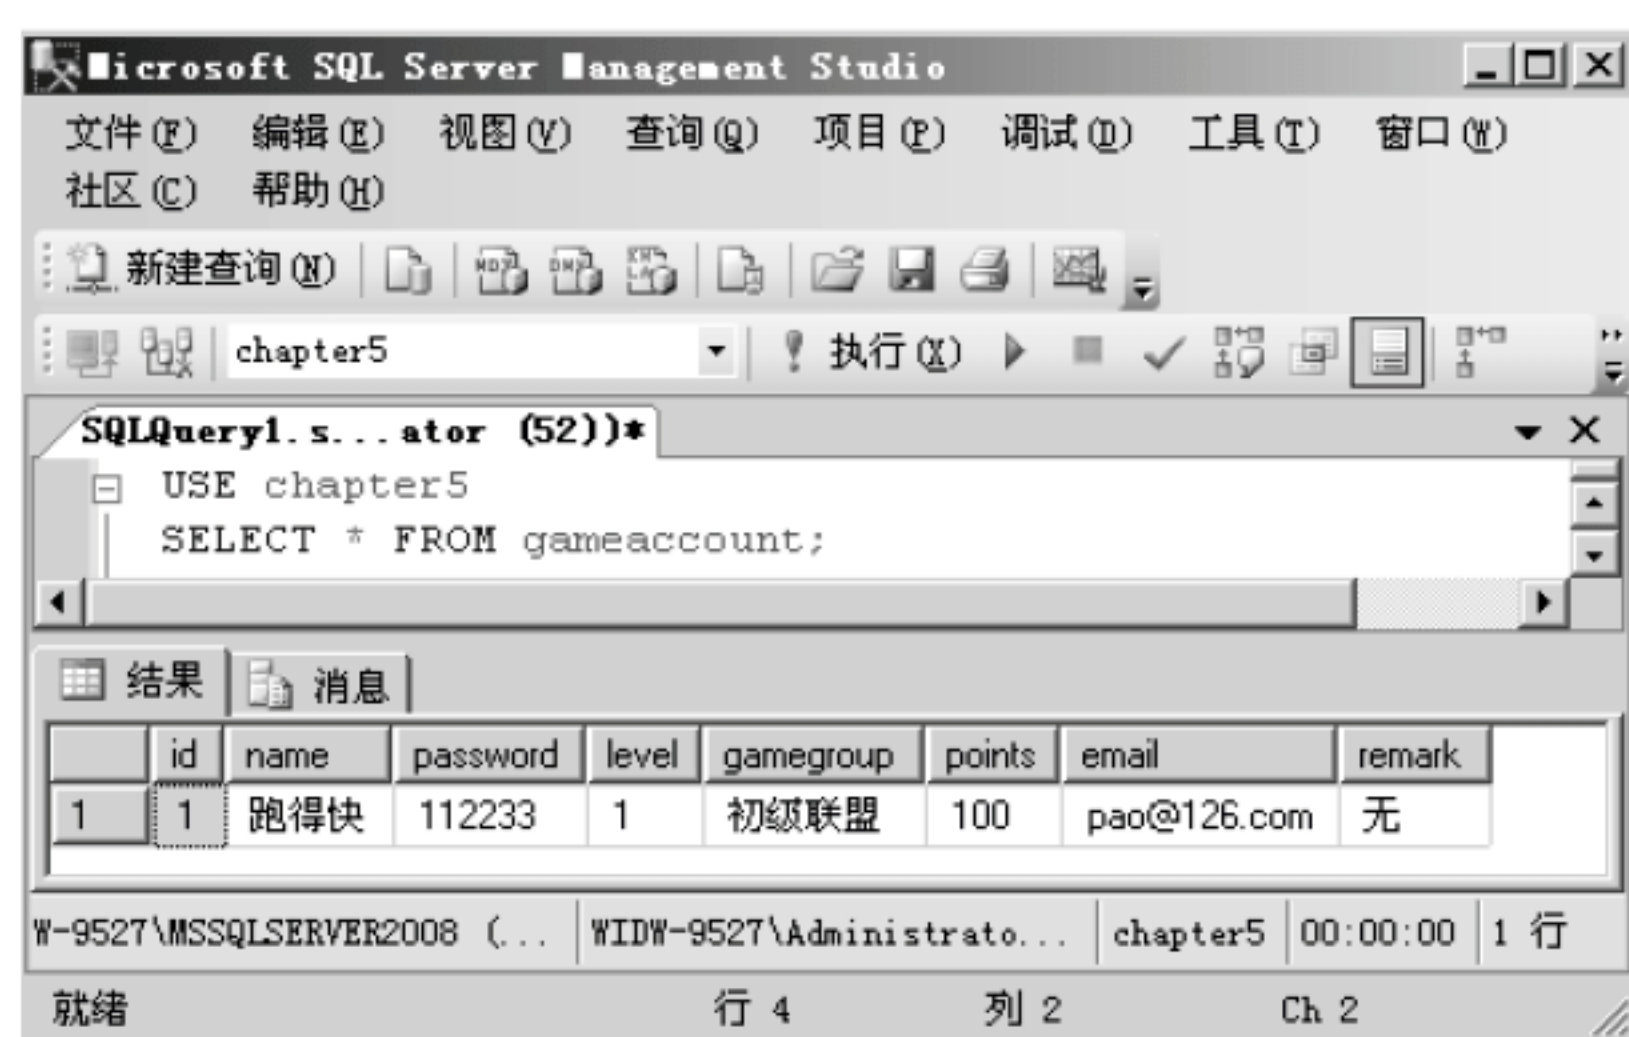 Microsoft SQL Server Management Studio
文件(F) 编辑(E) 视图(V) 查询(Q) 项目(P) 调试(D) 工具(T) 窗口(W)
社区(C) 帮助(H)
新建查询(N) MDX DMX XMLA
chapter5 执行(X)
SQLQuery1.s...ator (52))*
USE chapter5
SELECT * FROM gameaccount;
结果 消息
id name password level gamegroup points email remark
1 1 跑得快 112233 1 初级联盟 100 pao@126.com 无
W-9527\MSSQLSERVER2008 (... WIDW-9527\Administrato... chapter5 00:00:00 1 行
就绪 行 4 列 2 Ch 2